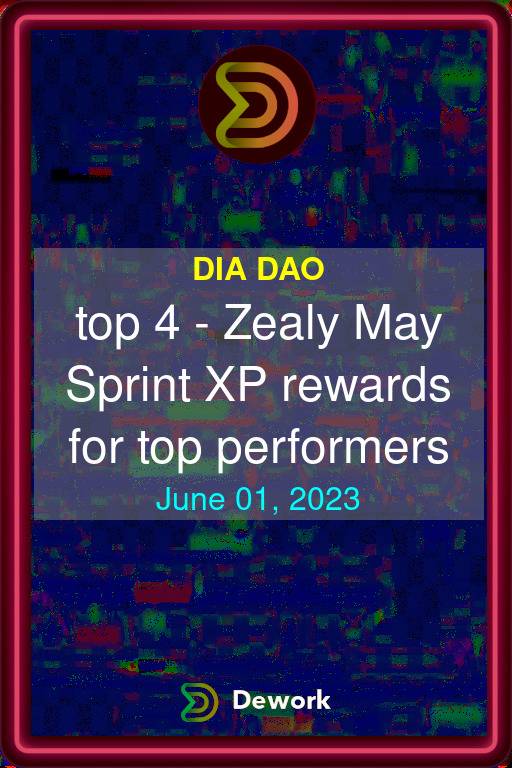 DIA DAO
top 4 - Zealy May
Sprint XP rewards
for top performers
June 01, 2023
Dework